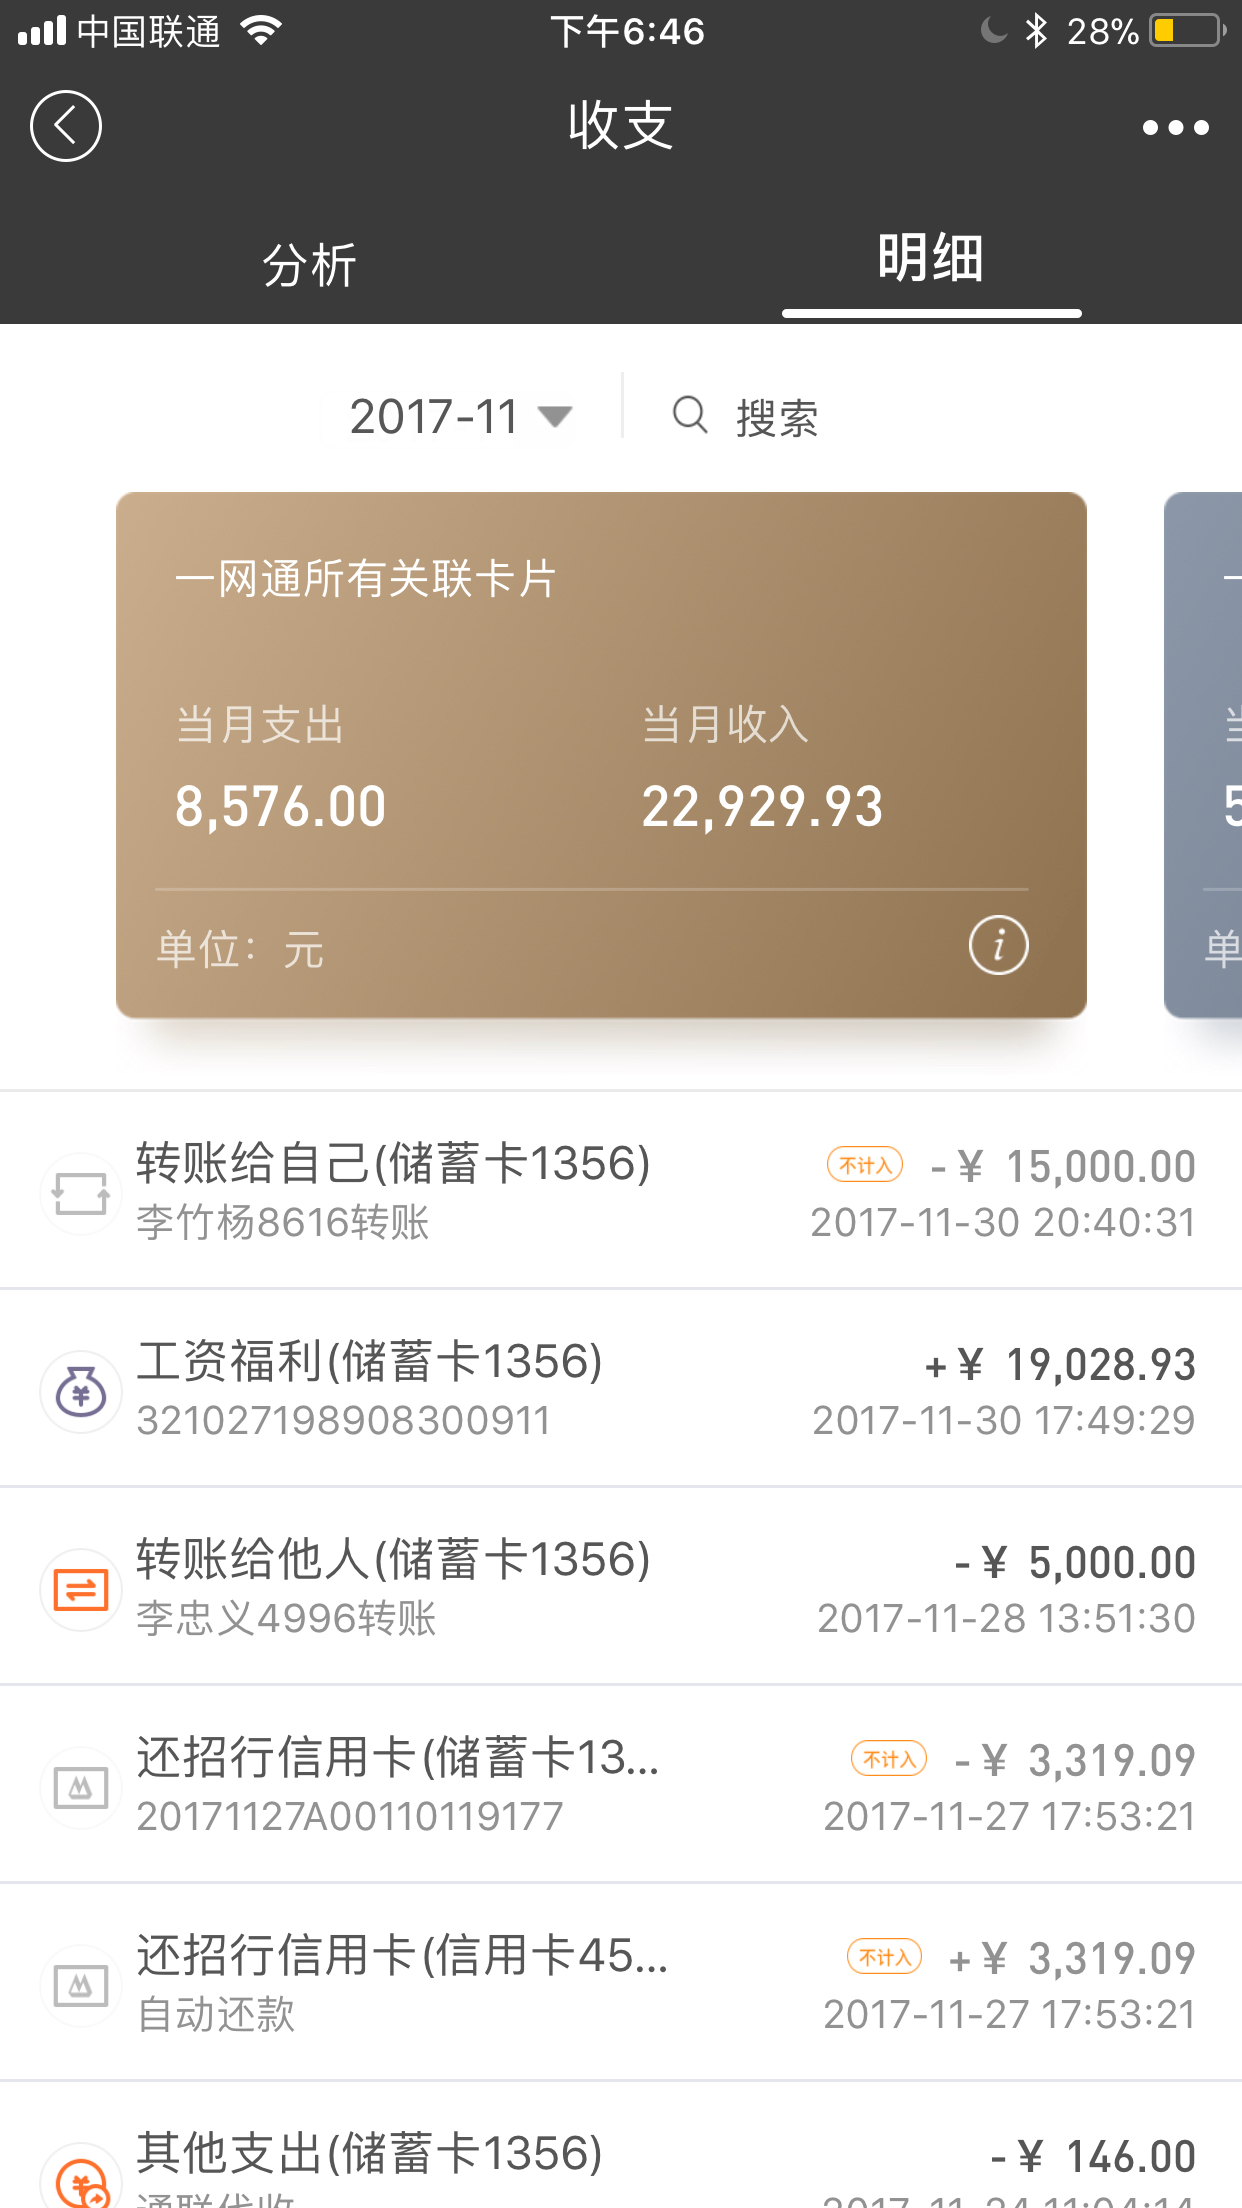 中国联通 下午6:46 28%
收支
分析 明细
2017-11 搜索
一网通所有关联卡片
当月支出 当月收入
8,576.00 22,929.93
单位：元
转账给自己(储蓄卡1356) 不计入 -¥ 15,000.00
李竹杨8616转账 2017-11-30 20:40:31
工资福利(储蓄卡1356) +¥ 19,028.93
321027198908300911 2017-11-30 17:49:29
转账给他人(储蓄卡1356) -¥ 5,000.00
李忠义4996转账 2017-11-28 13:51:30
还招行信用卡(储蓄卡13... 不计入 -¥ 3,319.09
20171127A00110119177 2017-11-27 17:53:21
还招行信用卡(信用卡45... 不计入 +¥ 3,319.09
自动还款 2017-11-27 17:53:21
其他支出(储蓄卡1356) -¥ 146.00
通联代收 2017-11-24 11:04:14